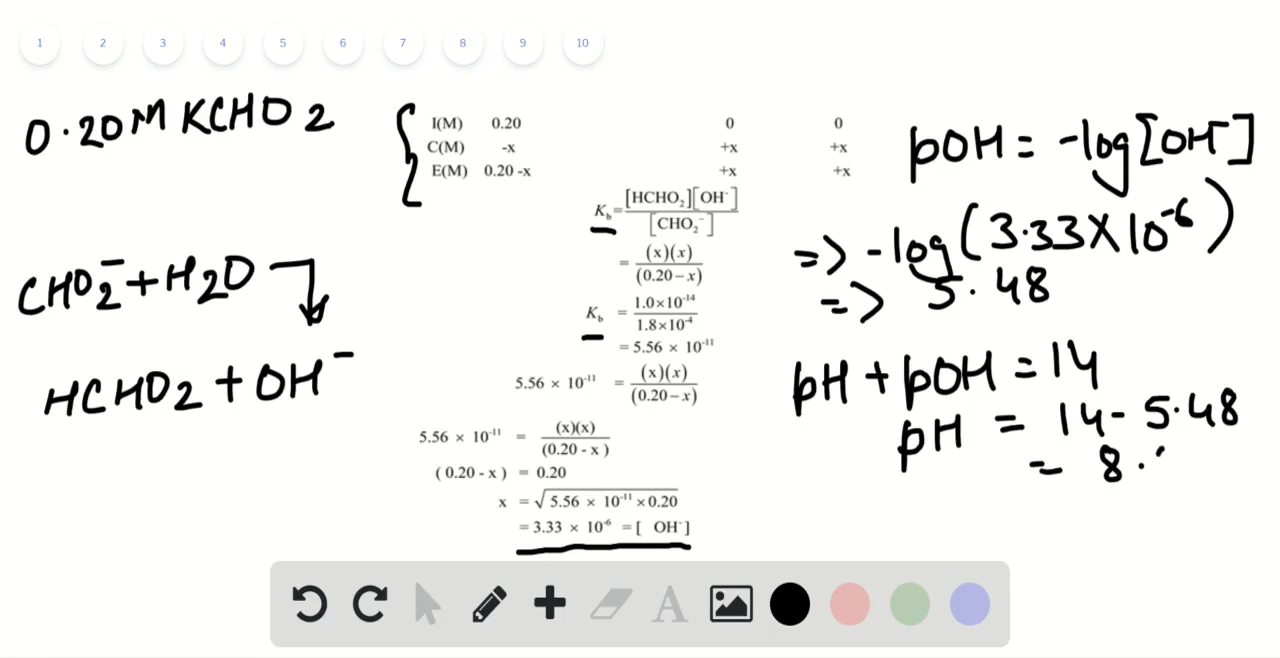 1 2 3 4 5 6 7 8 9 10
0.20M KCHO2
CHO2⁻ + H2O
HCHO2 + OH⁻
I(M) 0.20 0 0
C(M) -x +x +x
E(M) 0.20 -x +x +x
K_b = [HCHO₂][OH⁻] / [CHO₂⁻]
= (x)(x) / (0.20 – x)
K_b = 1.0×10⁻¹⁴ / 1.8×10⁻⁴
= 5.56 × 10⁻¹¹
5.56 × 10⁻¹¹ = (x)(x) / (0.20 – x)
5.56 × 10⁻¹¹ = (x)(x) / (0.20 - x )
( 0.20 - x ) = 0.20
x = √5.56 × 10⁻¹¹ × 0.20
= 3.33 × 10⁻⁶ = [ OH⁻]
pOH = -log[OH⁻]
=> -log(3.33X10⁻⁶)
=> 5.48
pH + pOH = 14
pH = 14 - 5.48
= 8.
A